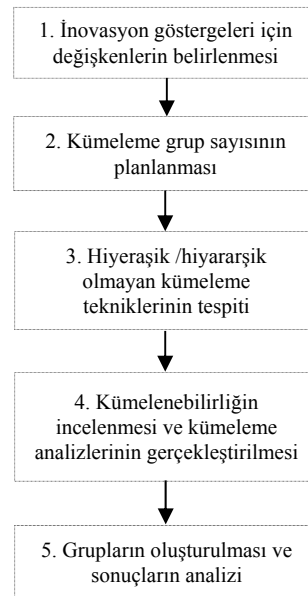 1. İnovasyon göstergeleri için
değişkenlerin belirlenmesi
2. Kümeleme grup sayısının
planlanması
3. Hiyeraşik /hiyararşik
olmayan kümeleme
tekniklerinin tespiti
4. Kümelenebilirliğin
incelenmesi ve kümeleme
analizlerinin gerçekleştirilmesi
5. Grupların oluşturulması ve
sonuçların analizi